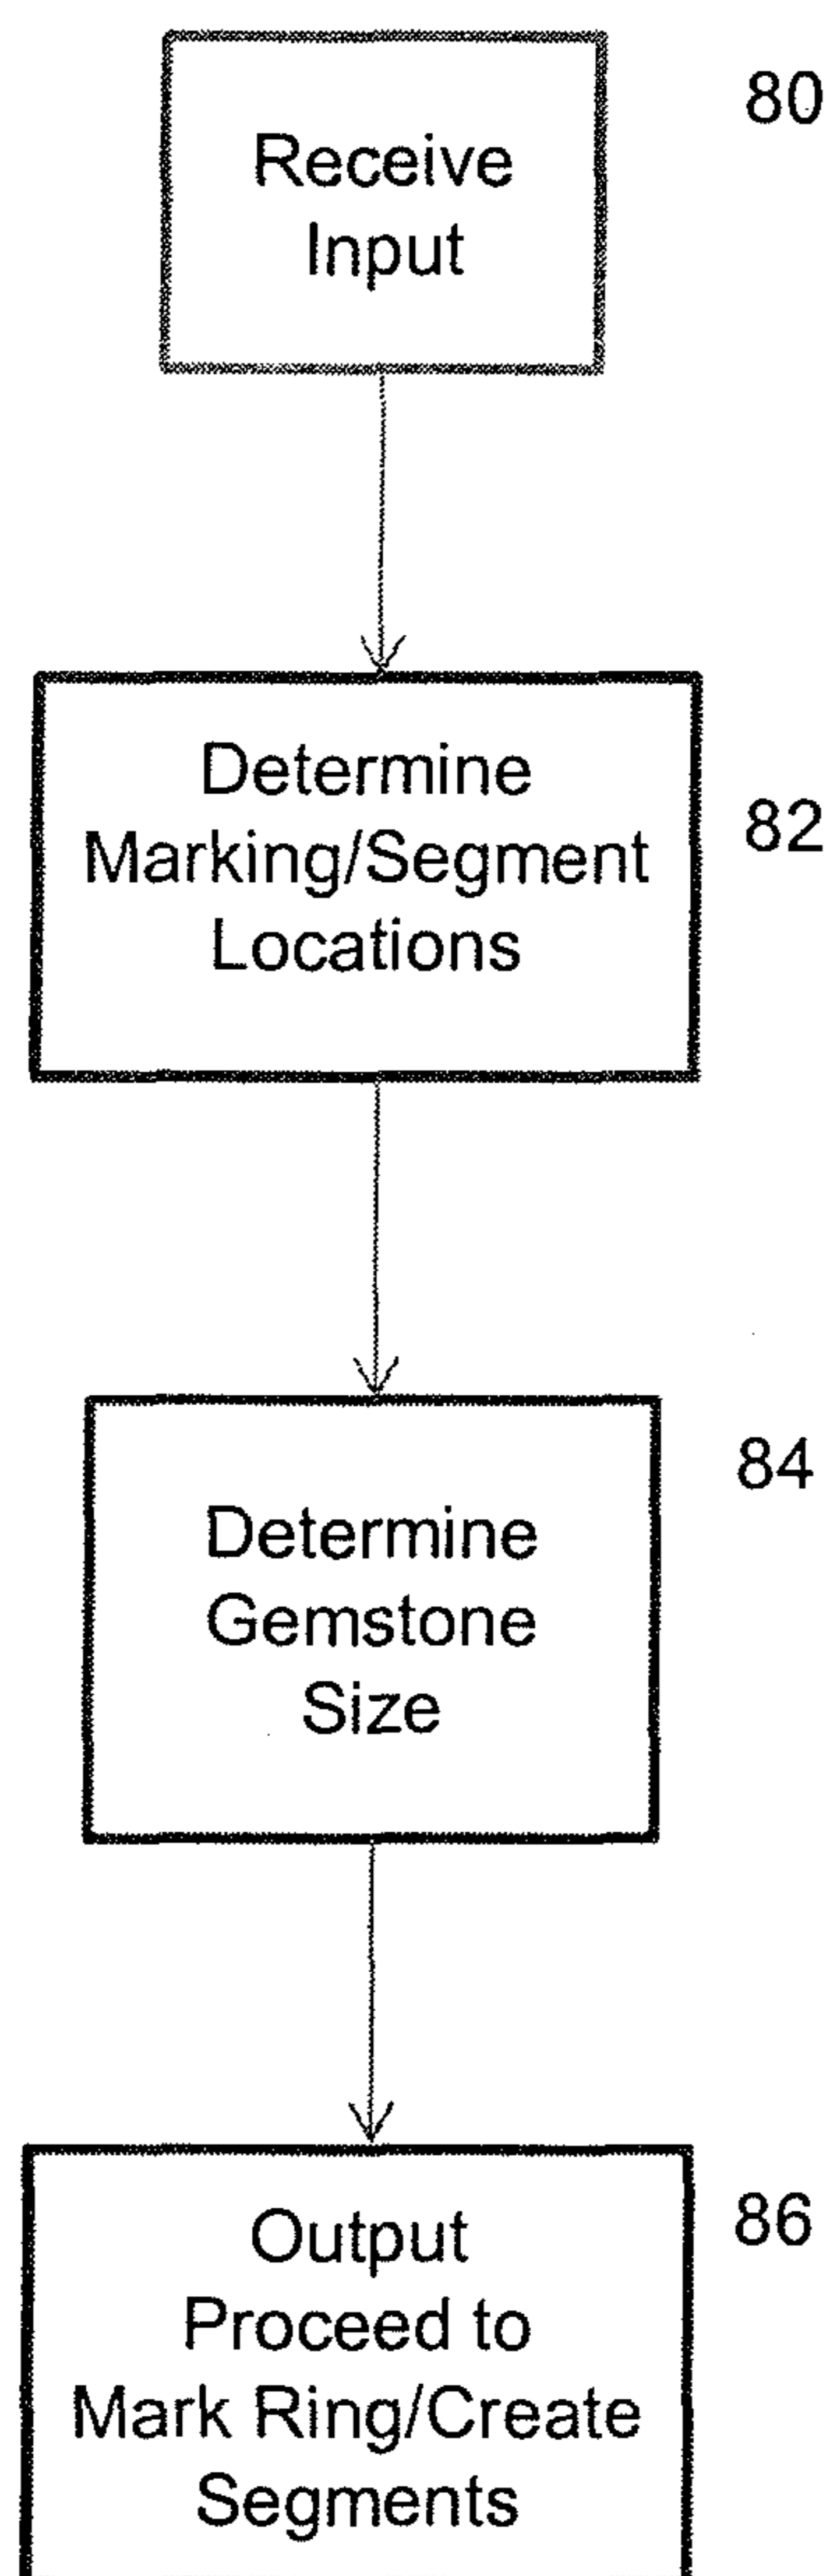 80
Receive
Input
Determine
Marking/Segment
Locations
82
84
Determine
Gemstone
Size
86
Output
Proceed to
Mark Ring/Create
Segments